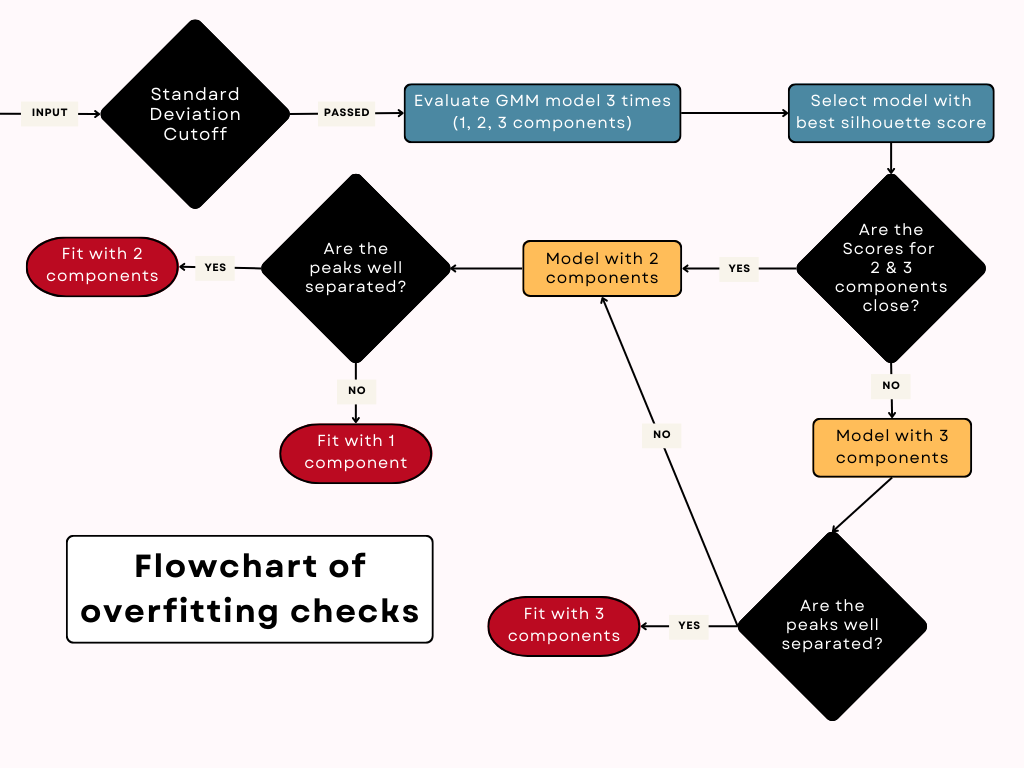 INPUT
Standard
Deviation
Cutoff
PASSED
Evaluate GMM model 3 times
(1, 2, 3 components)
Select model with
best silhouette score
Are the
Scores for
2 & 3
components
close?
YES
Model with 2
components
Are the
peaks well
separated?
YES
Fit with 2
components
NO
Fit with 1
component
NO
Model with 3
components
Are the
peaks well
separated?
NO
YES
Fit with 3
components
Flowchart of
overfitting checks